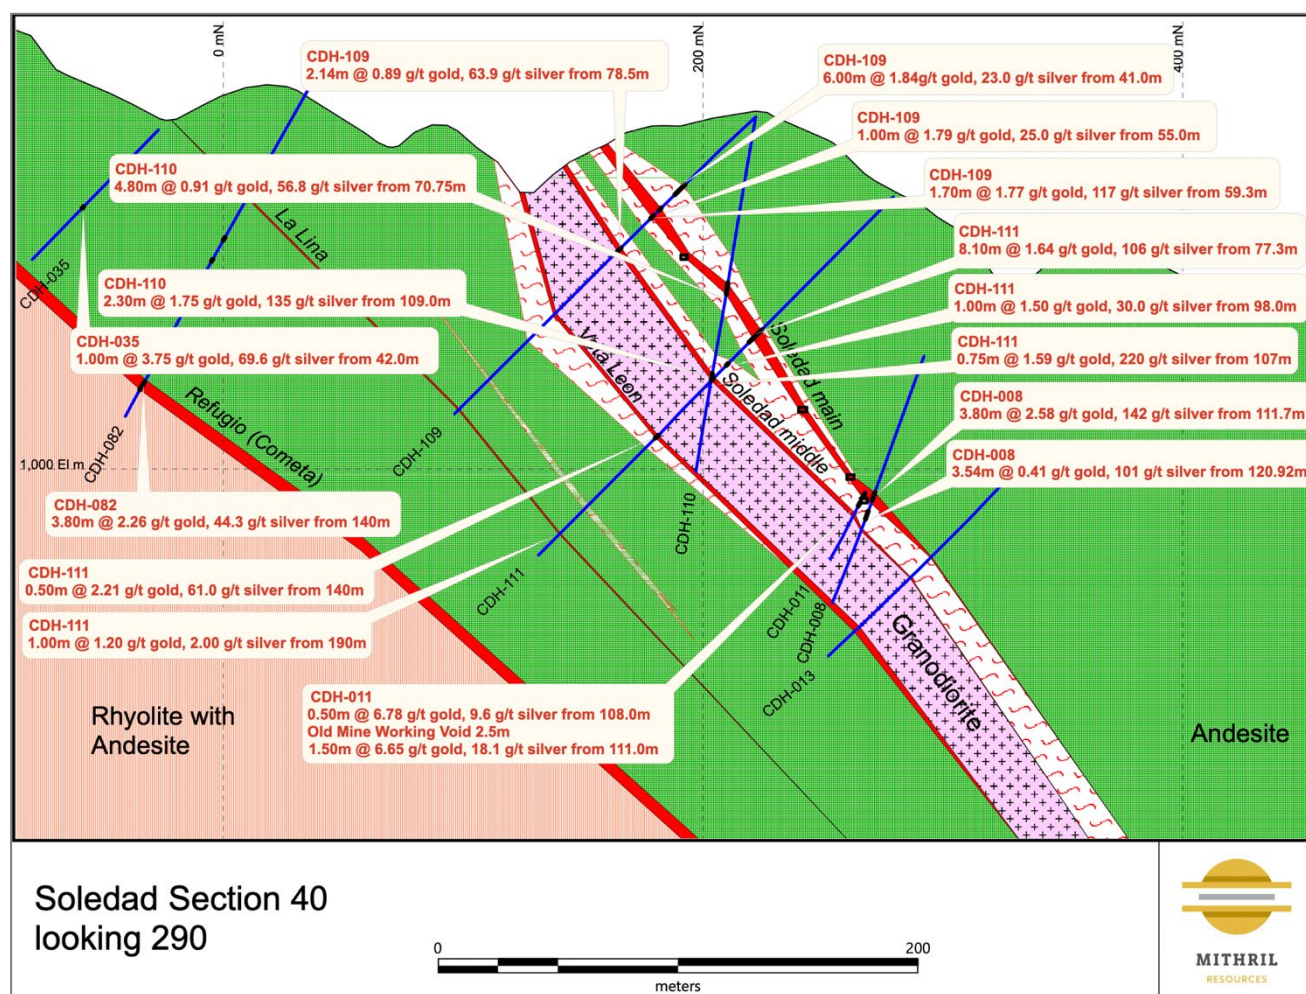 0 mN
200 mN
400 mN
CDH-109
2.14m @ 0.89 g/t gold, 63.9 g/t silver from 78.5m
CDH-109
6.00m @ 1.84g/t gold, 23.0 g/t silver from 41.0m
CDH-109
1.00m @ 1.79 g/t gold, 25.0 g/t silver from 55.0m
CDH-110
4.80m @ 0.91 g/t gold, 56.8 g/t silver from 70.75m
CDH-109
1.70m @ 1.77 g/t gold, 117 g/t silver from 59.3m
La Lina
CDH-111
8.10m @ 1.64 g/t gold, 106 g/t silver from 77.3m
CDH-035
CDH-110
2.30m @ 1.75 g/t gold, 135 g/t silver from 109.0m
CDH-111
1.00m @ 1.50 g/t gold, 30.0 g/t silver from 98.0m
CDH-035
1.00m @ 3.75 g/t gold, 69.6 g/t silver from 42.0m
CDH-111
0.75m @ 1.59 g/t gold, 220 g/t silver from 107m
Soledad main
Soledad middle
Leon
Refugio (Cometa)
CDH-008
3.80m @ 2.58 g/t gold, 142 g/t silver from 111.7m
CDH-082
CDH-109
CDH-008
3.54m @ 0.41 g/t gold, 101 g/t silver from 120.92m
1,000 El m
CDH-082
3.80m @ 2.26 g/t gold, 44.3 g/t silver from 140m
CDH-110
CDH-111
0.50m @ 2.21 g/t gold, 61.0 g/t silver from 140m
CDH-111
CDH-011
CDH-008
CDH-111
1.00m @ 1.20 g/t gold, 2.00 g/t silver from 190m
CDH-013
Granodiorite
CDH-011
0.50m @ 6.78 g/t gold, 9.6 g/t silver from 108.0m
Old Mine Working Void 2.5m
1.50m @ 6.65 g/t gold, 18.1 g/t silver from 111.0m
Rhyolite with
Andesite
Andesite
Soledad Section 40
looking 290
0
200
meters
MITHRIL
RESOURCES